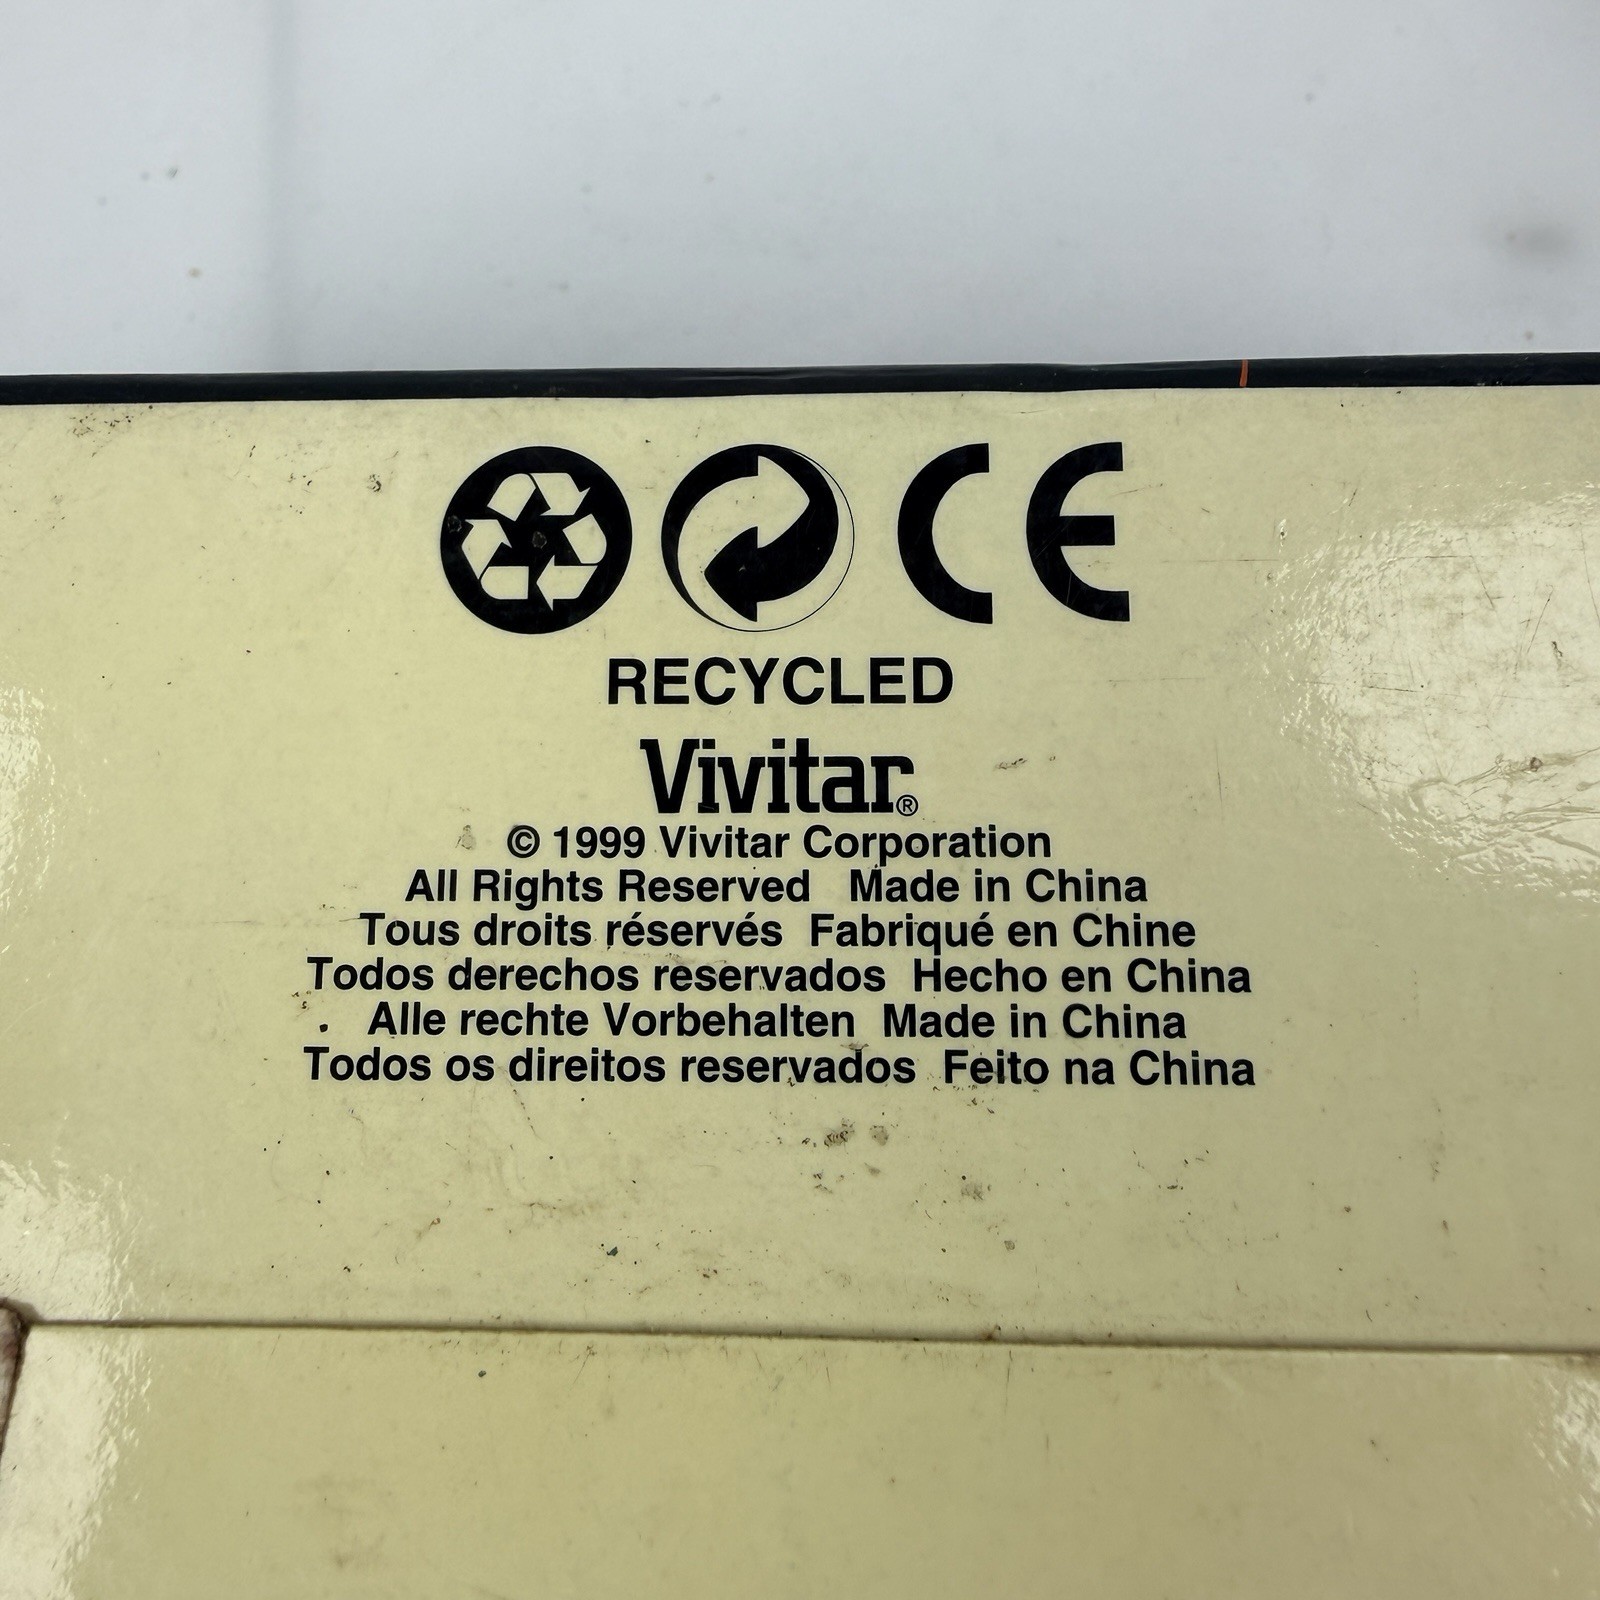 CE
RECYCLED
Vivitar®
© 1999 Vivitar Corporation
All Rights Reserved Made in China
Tous droits réservés Fabriqué en Chine
Todos derechos reservados Hecho en China
Alle rechte Vorbehalten Made in China
Todos os direitos reservados Feito na China